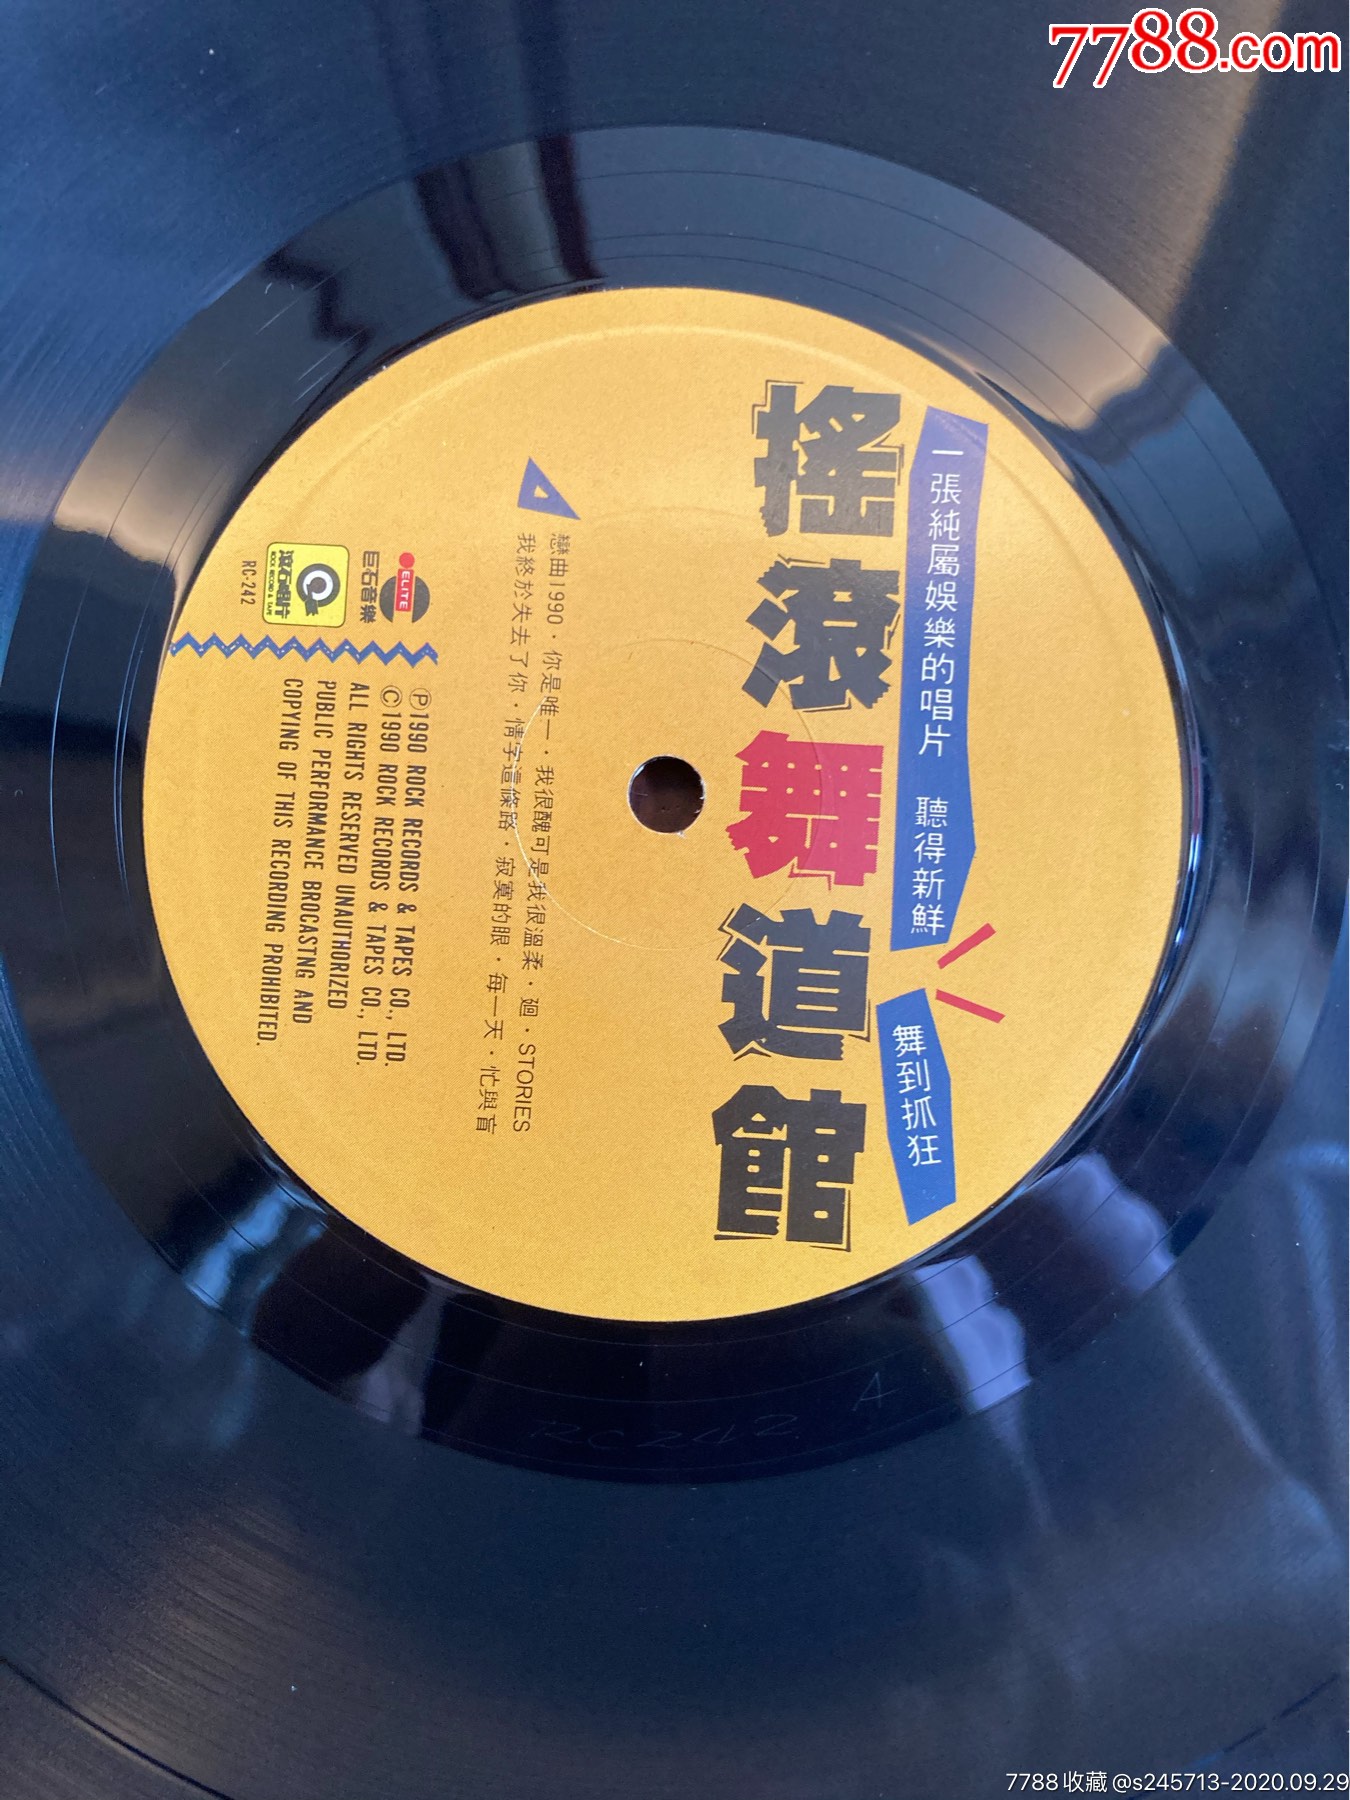 7788.com
一張純屬娛樂的唱片 聽得新鮮
舞到抓狂
搖滾舞道館
戀曲1990·你是唯一·我很醜可是我很溫柔·廻·STORIES
我終於失去了你·情字這條路·寂寞的眼·每一天·忙與盲
ELITE
巨石音樂
滾石唱片
ROCK RECORD & TAPE
RC-242
Ⓟ1990 ROCK RECORDS & TAPES CO., LTD.
©1990 ROCK RECORDS & TAPES CO., LTD.
ALL RIGHTS RESERVED UNAUTHORIZED
PUBLIC PERFORMANCE BROCASTNG AND
COPYING OF THIS RECORDING PROHIBITED.
RC242 A
7788收藏@s245713-2020.09.29